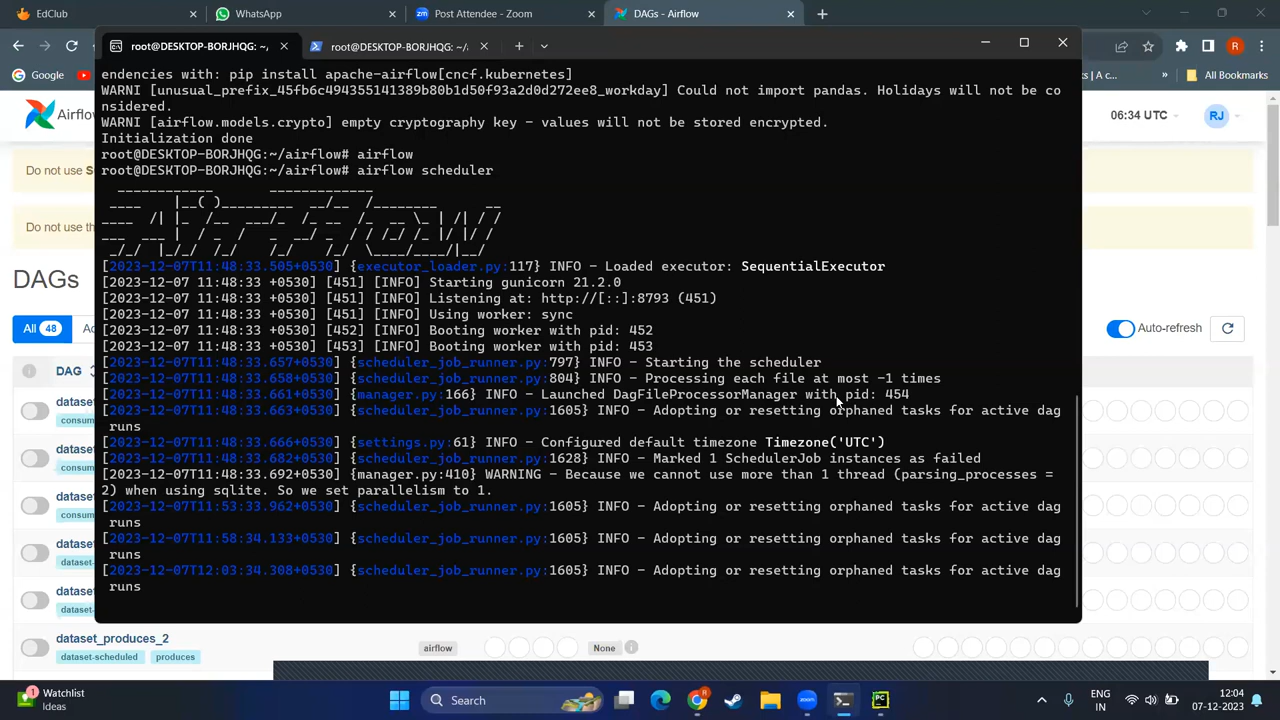 EdClub
WhatsApp
Post Attendee - Zoom
DAGs - Airflow
root@DESKTOP-BORJHQG: ~,
root@DESKTOP-BORJHQG: ~/a
Google
| A c...
All Bookmarks
endencies with: pip install apache-airflow[cncf.kubernetes]
WARNI [unusual_prefix_45fb6c494355141389b80b1d50f93a2d0d272ee8_workday] Could not import pandas. Holidays will not be co
nsidered.
WARNI [airflow.models.crypto] empty cryptography key - values will not be stored encrypted.
Initialization done
root@DESKTOP-BORJHQG:~/airflow# airflow
root@DESKTOP-BORJHQG:~/airflow# airflow scheduler
[2023-12-07T11:48:33.505+0530] {executor_loader.py:117} INFO - Loaded executor: SequentialExecutor
[2023-12-07 11:48:33 +0530] [451] [INFO] Starting gunicorn 21.2.0
[2023-12-07 11:48:33 +0530] [451] [INFO] Listening at: http://[::]:8793 (451)
[2023-12-07 11:48:33 +0530] [451] [INFO] Using worker: sync
[2023-12-07 11:48:33 +0530] [452] [INFO] Booting worker with pid: 452
[2023-12-07 11:48:33 +0530] [453] [INFO] Booting worker with pid: 453
[2023-12-07T11:48:33.657+0530] {scheduler_job_runner.py:797} INFO - Starting the scheduler
[2023-12-07T11:48:33.658+0530] {scheduler_job_runner.py:804} INFO - Processing each file at most -1 times
[2023-12-07T11:48:33.661+0530] {manager.py:166} INFO - Launched DagFileProcessorManager with pid: 454
[2023-12-07T11:48:33.663+0530] {scheduler_job_runner.py:1605} INFO - Adopting or resetting orphaned tasks for active dag
runs
[2023-12-07T11:48:33.666+0530] {settings.py:61} INFO - Configured default timezone Timezone('UTC')
[2023-12-07T11:48:33.682+0530] {scheduler_job_runner.py:1628} INFO - Marked 1 SchedulerJob instances as failed
[2023-12-07T11:48:33.692+0530] {manager.py:410} WARNING - Because we cannot use more than 1 thread (parsing_processes =
2) when using sqlite. So we set parallelism to 1.
[2023-12-07T11:53:33.962+0530] {scheduler_job_runner.py:1605} INFO - Adopting or resetting orphaned tasks for active dag
runs
[2023-12-07T11:58:34.133+0530] {scheduler_job_runner.py:1605} INFO - Adopting or resetting orphaned tasks for active dag
runs
[2023-12-07T12:03:34.308+0530] {scheduler_job_runner.py:1605} INFO - Adopting or resetting orphaned tasks for active dag
runs
R
Airflo
06:34 UTC
RJ
Do not use S
Do not use the
DAGs
All 48
Ac
Auto-refresh
DAG
datase
consum
datase
consum
datase
consum
datase
dataset-
datase
dataset-
dataset_produces_2
dataset-scheduled
produces
airflow
None
1
Watchlist
Ideas
Search
PC
ENG
IN
12:04
07-12-2023